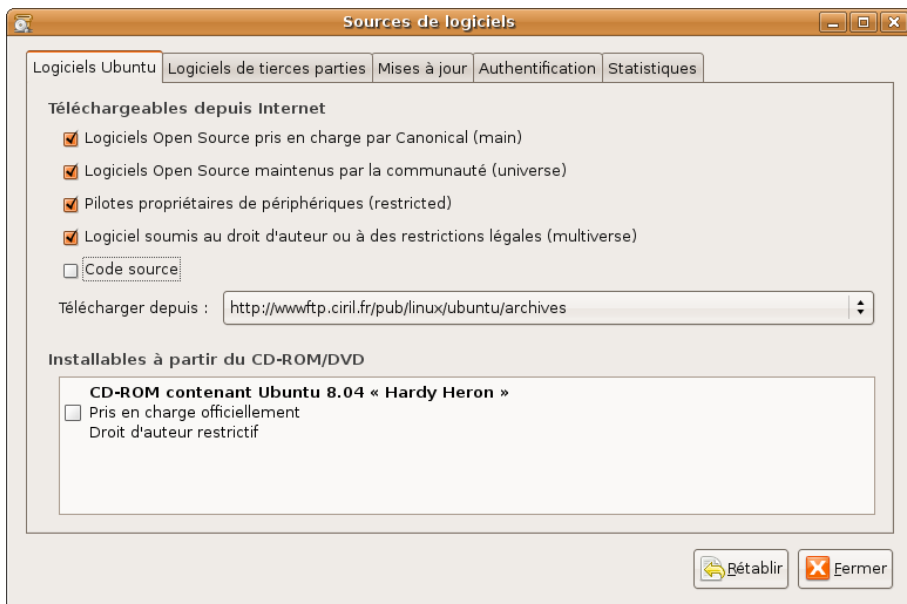 Sources de logiciels
Logiciels Ubuntu
Logiciels de tierces parties
Mises à jour
Authentification
Statistiques
Téléchargeables depuis Internet
Logiciels Open Source pris en charge par Canonical (main)
Logiciels Open Source maintenus par la communauté (universe)
Pilotes propriétaires de périphériques (restricted)
Logiciel soumis au droit d'auteur ou à des restrictions légales (multiverse)
Code source
Télécharger depuis : http://wwwftp.ciril.fr/pub/linux/ubuntu/archives
Installables à partir du CD-ROM/DVD
CD-ROM contenant Ubuntu 8.04 « Hardy Heron »
Pris en charge officiellement
Droit d'auteur restrictif
Rétablir
Fermer